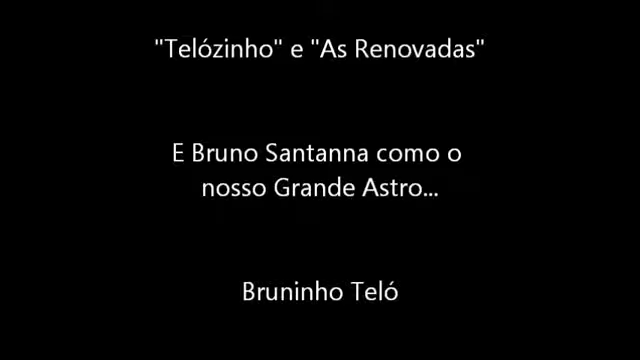 "Telózinho" e "As Renovadas"
E Bruno Santanna como o
nosso Grande Astro...
Bruninho Teló